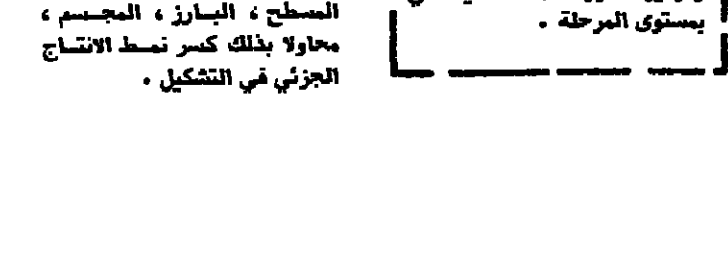 بمستوى المرحلة .
المسطح ، البارز ، المجسم ،
محاولا بذلك كسر نمط الانتاج
الجزئي في التشكيل .